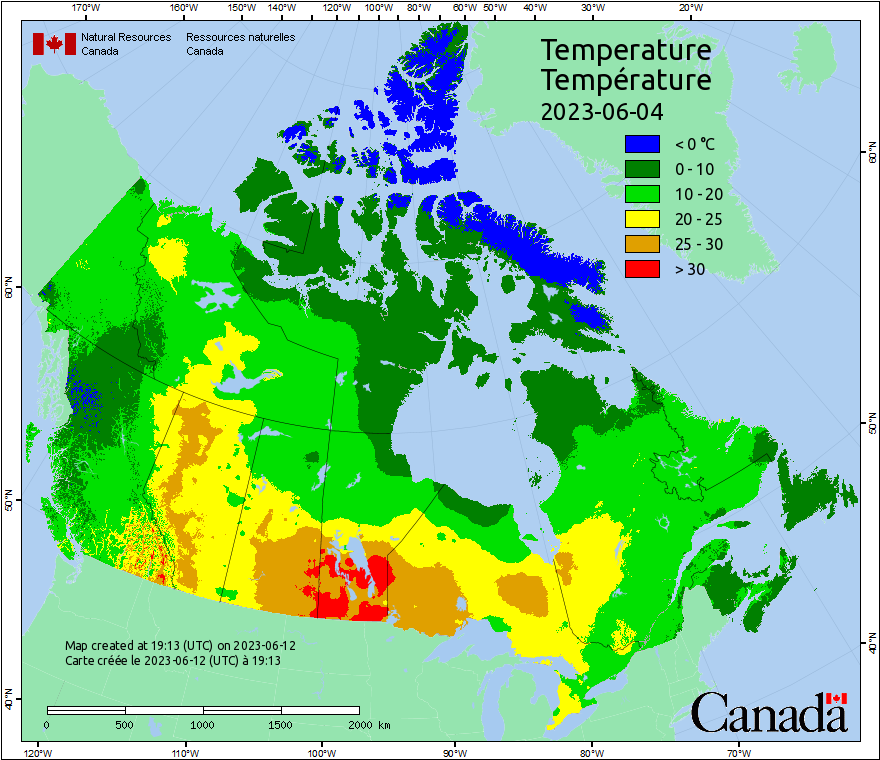 170°W 160°W 150°W 140°W 120°W 100°W 80°W 60°W 50°W 40°W 30°W 20°W
Natural Resources Ressources naturelles
Canada Canada
Temperature
Température
2023-06-04
< 0 °C
0 - 10
10 - 20
20 - 25
25 - 30
> 30
60°N
60°N
50°N
50°N
40°N
40°N
Map created at 19:13 (UTC) on 2023-06-12
Carte créée le 2023-06-12 (UTC) à 19:13
0 500 1000 1500 2000 km
Canada
120°W 110°W 100°W 90°W 80°W 70°W